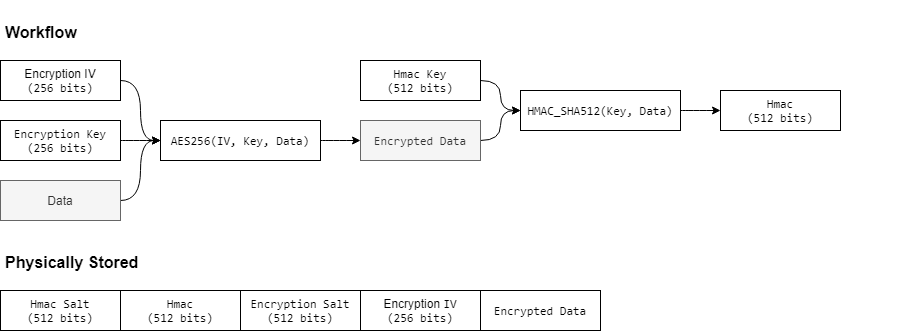 Workflow
Encryption IV
(256 bits)
Hmac Key
(512 bits)
HMAC_SHA512(Key, Data)
Hmac
(512 bits)
Encryption Key
(256 bits)
AES256(IV, Key, Data)
Encrypted Data
Data
Physically Stored
Hmac Salt
(512 bits)
Hmac
(512 bits)
Encryption Salt
(512 bits)
Encryption IV
(256 bits)
Encrypted Data